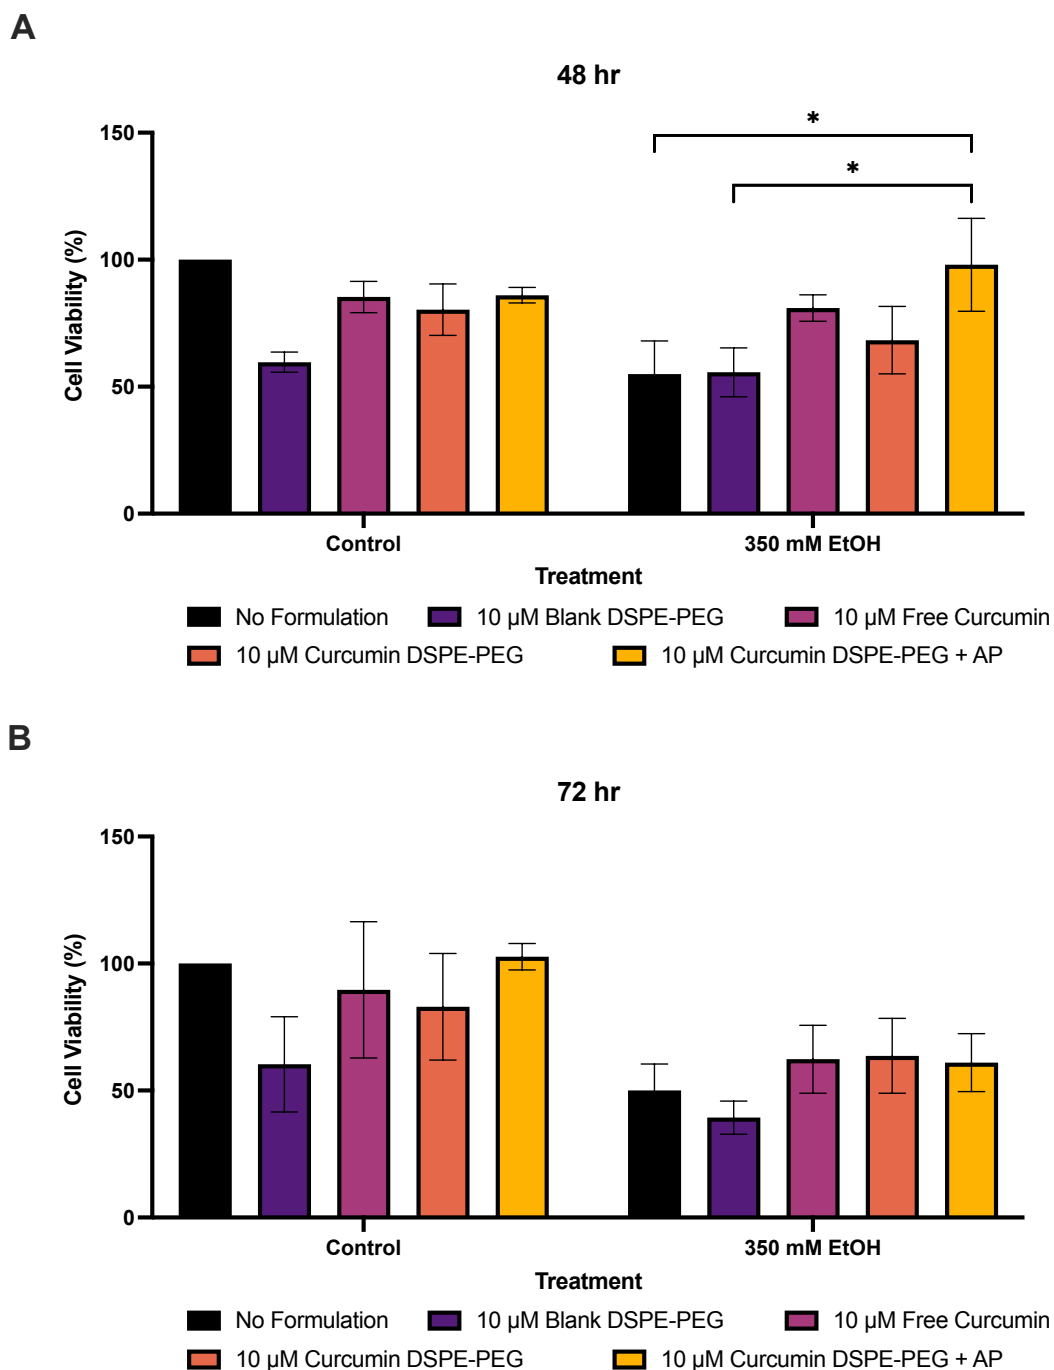 A
48 hr
150
100
50
0
Cell Viability (%)
*
*
Control
350 mM EtOH
Treatment
No Formulation
10 µM Blank DSPE-PEG
10 µM Free Curcumin
10 µM Curcumin DSPE-PEG
10 µM Curcumin DSPE-PEG + AP
B
72 hr
150
100
50
0
Cell Viability (%)
Control
350 mM EtOH
Treatment
No Formulation
10 µM Blank DSPE-PEG
10 µM Free Curcumin
10 µM Curcumin DSPE-PEG
10 µM Curcumin DSPE-PEG + AP